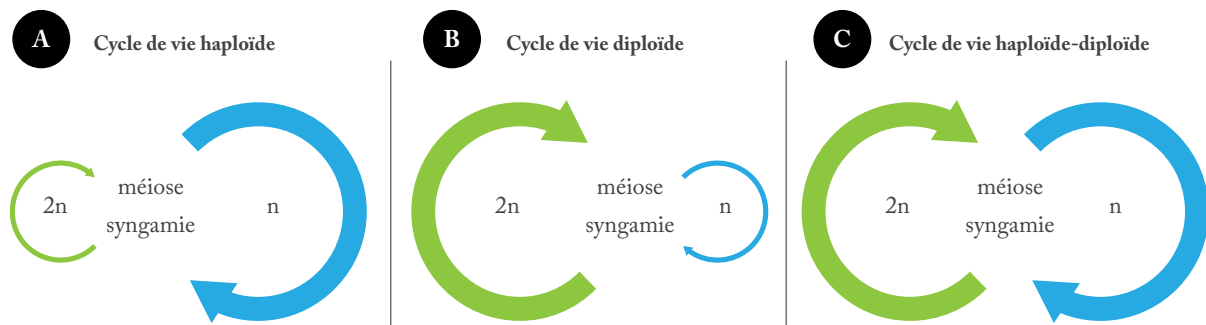 A Cycle de vie haploïde
2n
méiose
syngamie
n
B Cycle de vie diploïde
2n
méiose
syngamie
n
C Cycle de vie haploïde-diploïde
2n
méiose
syngamie
n